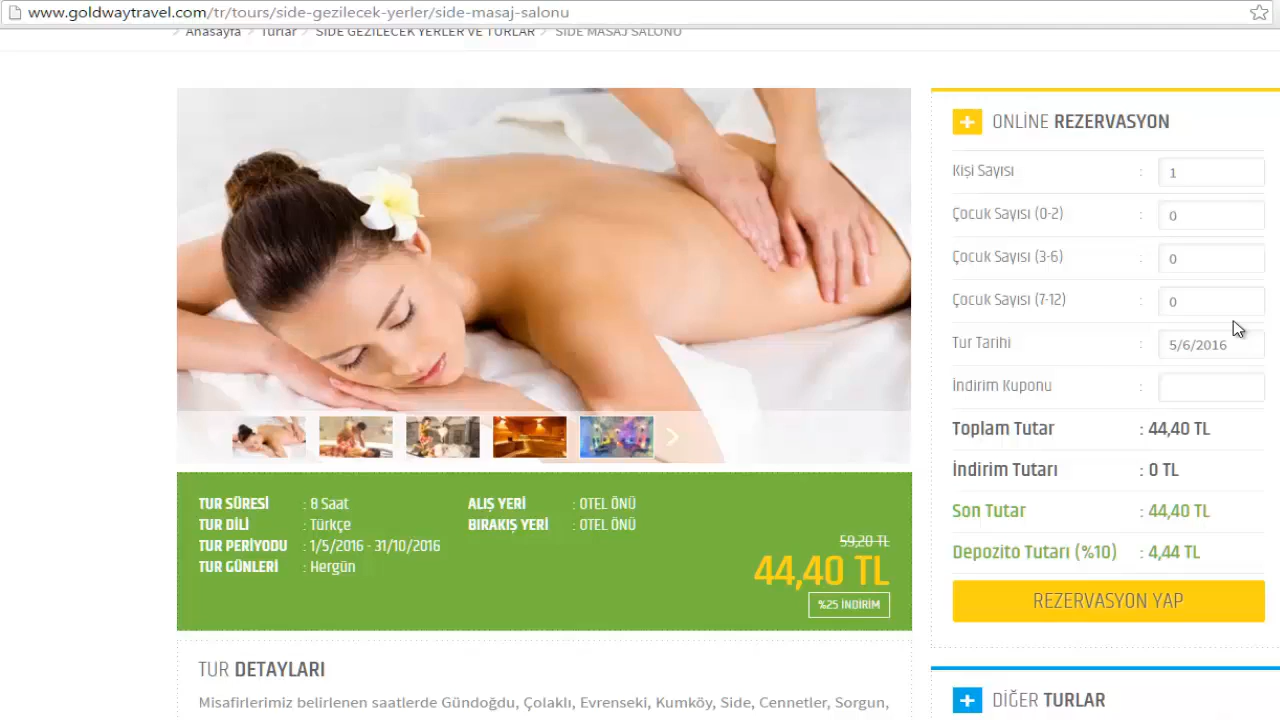 www.goldwaytravel.com/tr/tours/side-gezilecek-yerler/side-masaj-salonu
Anasayfa > Turlar > SİDE GEZİLECEK YERLER VE TURLAR > SİDE MASAJ SALONU
TUR SÜRESİ : 8 Saat
TUR DİLİ : Türkçe
TUR PERİYODU : 1/5/2016 - 31/10/2016
TUR GÜNLERİ : Hergün
ALIŞ YERİ : OTEL ÖNÜ
BIRAKIŞ YERİ : OTEL ÖNÜ
59,20 TL
44,40 TL
%25 İNDİRİM
TUR DETAYLARI
Misafirlerimiz belirlenen saatlerde Gündoğdu, Çolaklı, Evrenseki, Kumköy, Side, Cennetler, Sorgun,
ONLİNE REZERVASYON
Kişi Sayısı : 1
Çocuk Sayısı (0-2) : 0
Çocuk Sayısı (3-6) : 0
Çocuk Sayısı (7-12) : 0
Tur Tarihi : 5/6/2016
İndirim Kuponu :
Toplam Tutar : 44,40 TL
İndirim Tutarı : 0 TL
Son Tutar : 44,40 TL
Depozito Tutarı (%10) : 4,44 TL
REZERVASYON YAP
DİĞER TURLAR